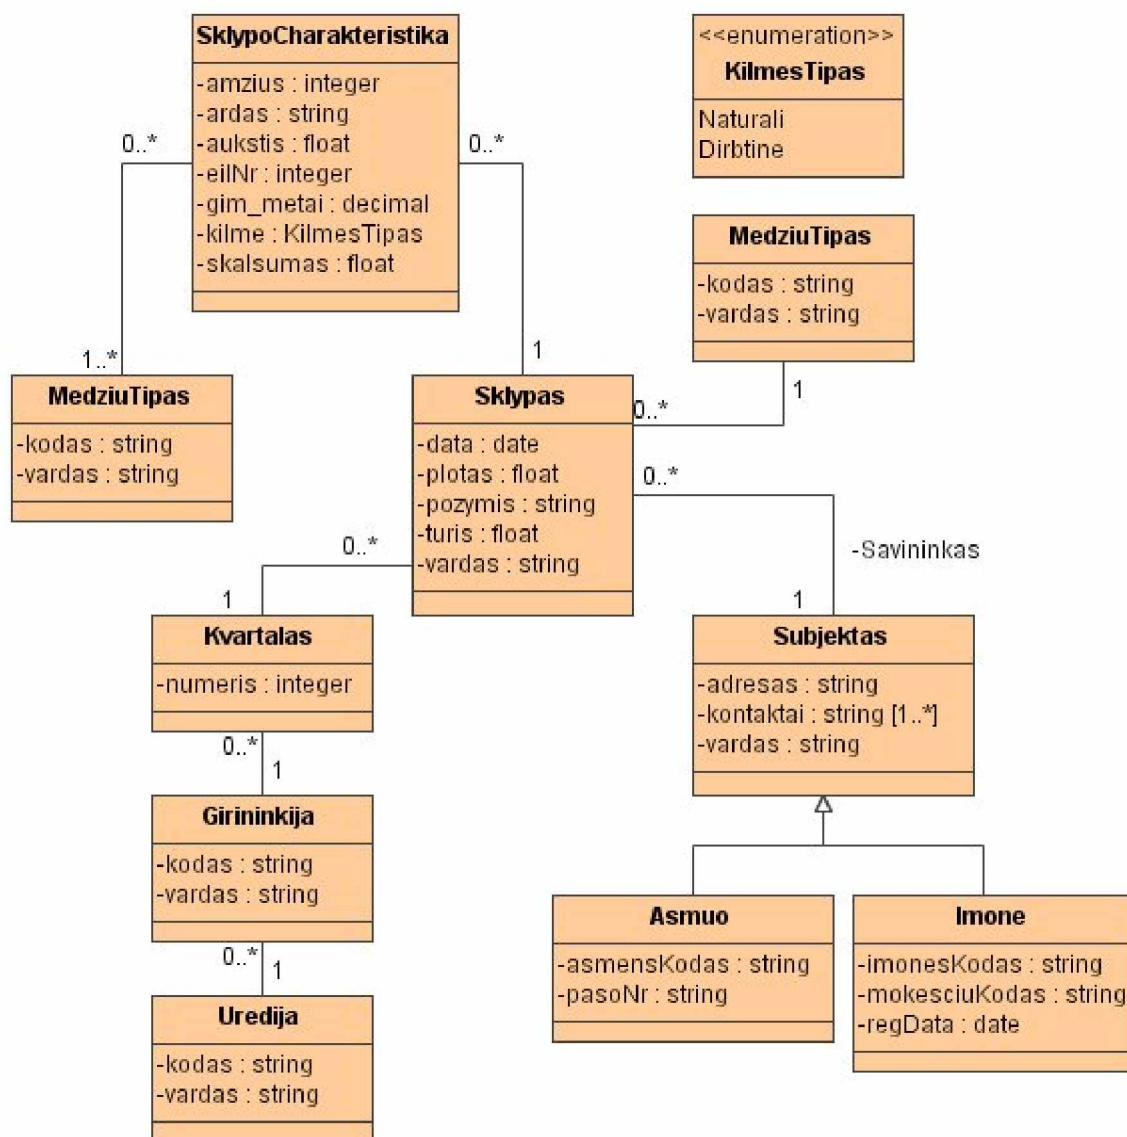 SklypoCharakteristika
-amzius : integer
-ardas : string
-aukstis : float
-eilNr : integer
-gim_metai : decimal
-kilme : KilmesTipas
-skalsumas : float
<<enumeration>>
KilmesTipas
Naturali
Dirbtine
0..*
0..*
MedziuTipas
-kodas : string
-vardas : string
1..*
1
1
MedziuTipas
-kodas : string
-vardas : string
Sklypas
-data : date
-plotas : float
-pozymis : string
-turis : float
-vardas : string
0..*
0..*
-Savininkas
0..*
1
1
Kvartalas
-numeris : integer
Subjektas
-adresas : string
-kontaktai : string [1..*]
-vardas : string
0..*
1
Girininkija
-kodas : string
-vardas : string
Asmuo
-asmensKodas : string
-pasoNr : string
Imone
-imonesKodas : string
-mokesciuKodas : string
-regData : date
0..*
1
Uredija
-kodas : string
-vardas : string